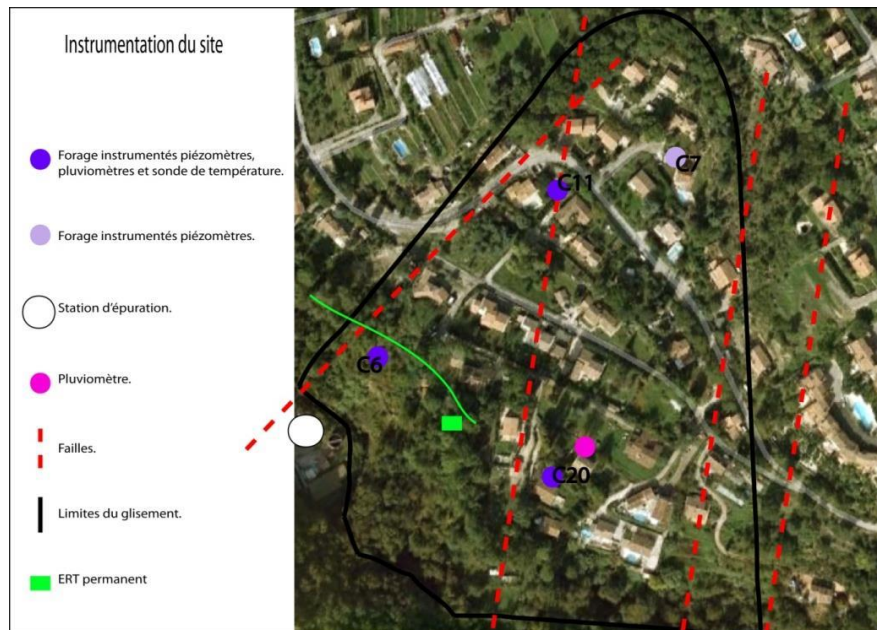 Instrumentation du site
Forage instrumentés piézomètres,
pluviomètres et sonde de température.
Forage instrumentés piézomètres.
Station d'épuration.
Pluviomètre.
Failles.
Limites du glisement.
ERT permanent
C7
C11
C6
C20